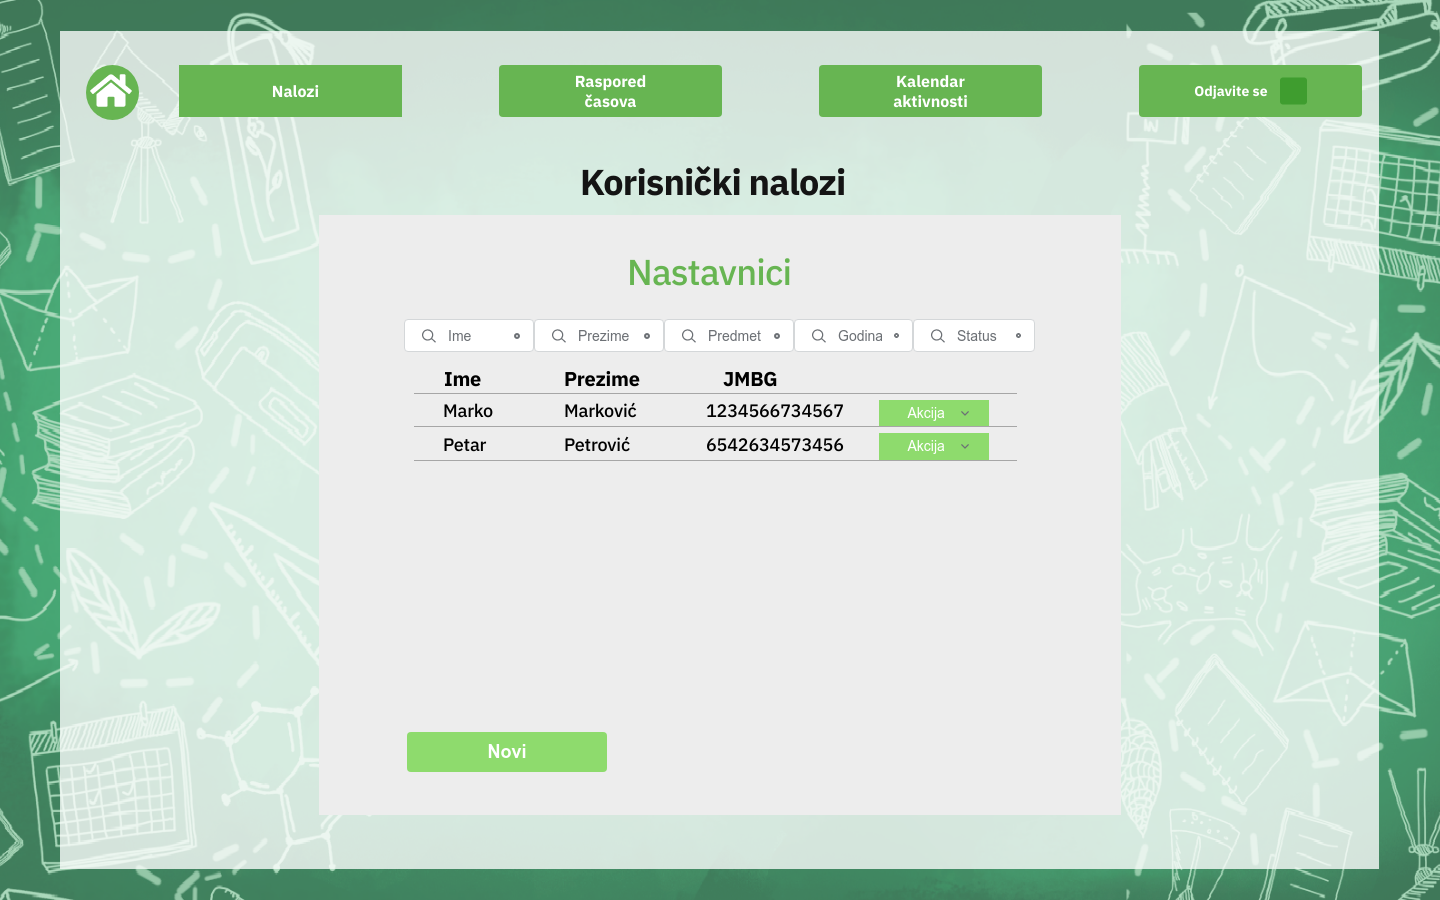 Nalozi
Raspored
časova
Kalendar
aktivnosti
Odjavite se
Korisnički nalozi
Nastavnici
Ime Prezime Predmet Godina Status
Ime Prezime JMBG
Marko Marković 1234566734567 Akcija
Petar Petrović 6542634573456 Akcija
Novi